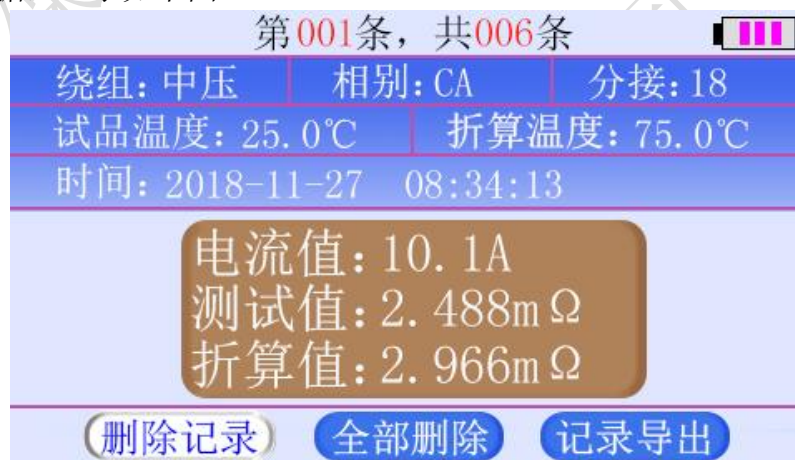 第001条，共006条
绕组：中压 相别：CA 分接：18
试品温度：25.0℃ 折算温度：75.0℃
时间：2018-11-27 08:34:13
电流值：10.1A
测试值：2.488mΩ
折算值：2.966mΩ
删除记录 全部删除 记录导出